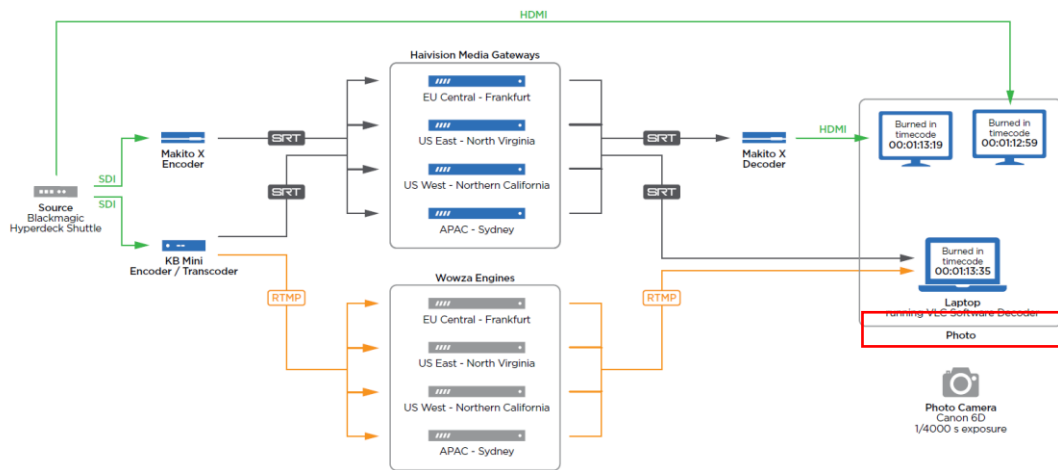 HDMI
Haivision Media Gateways
EU Central - Frankfurt
US East - North Virginia
US West - Northern California
APAC - Sydney
SRT
SRT
SRT
SRT
Makito X
Encoder
Makito X
Decoder
HDMI
Burned in
timecode
00:01:13:19
Burned in
timecode
00:01:12:59
SDI
SDI
Source
Blackmagic
Hyperdeck Shuttle
KB Mini
Encoder / Transcoder
RTMP
RTMP
Wowza Engines
EU Central - Frankfurt
US East - North Virginia
US West - Northern California
APAC - Sydney
Burned in
timecode
00:01:13:35
Laptop
running VLC Software Decoder
Photo
Photo Camera
Canon 6D
1/4000 s exposure